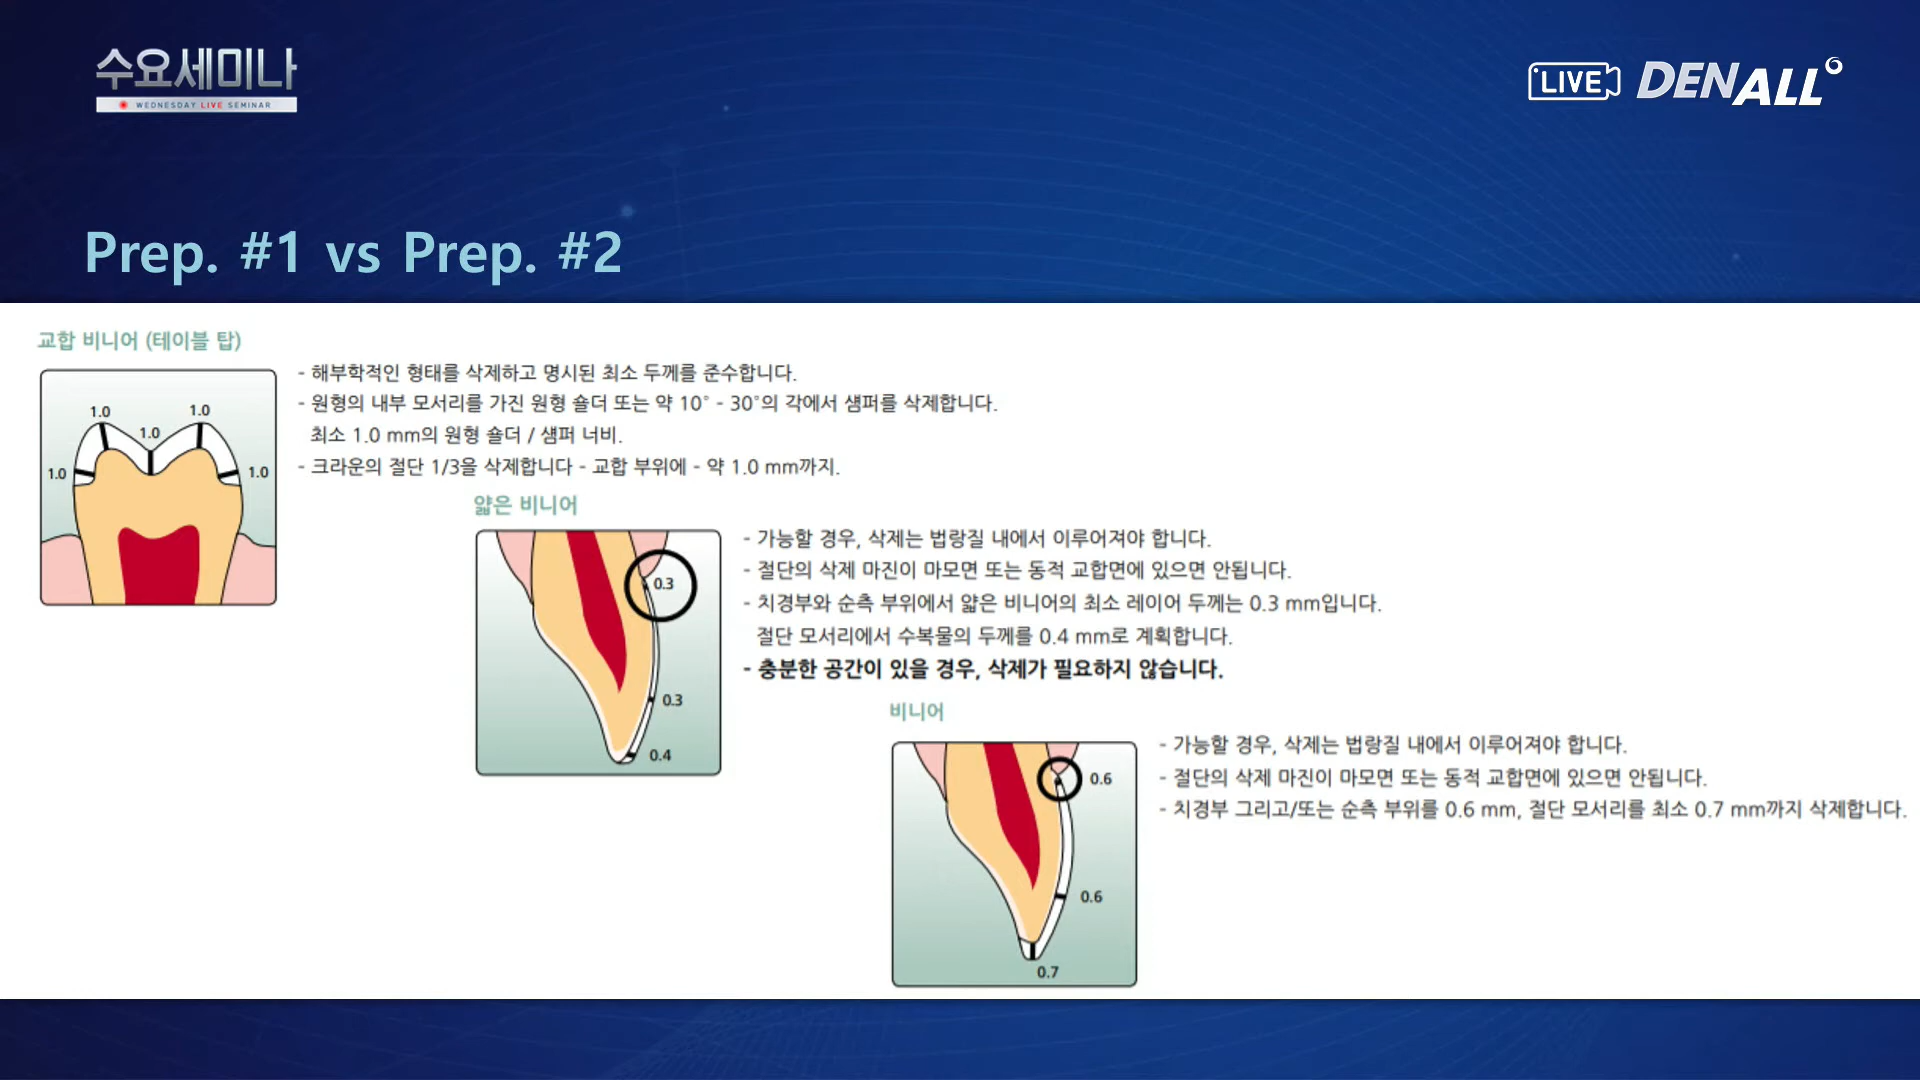 수요세미나
WEDNESDAY LIVE SEMINAR
LIVE DENALL
Prep. #1 vs Prep. #2
교합 비니어 (테이블 탑)
1.0
1.0
1.0
1.0
1.0
- 해부학적인 형태를 삭제하고 명시된 최소 두께를 준수합니다.
- 원형의 내부 모서리를 가진 원형 숄더 또는 약 10˚ - 30˚의 각에서 섐퍼를 삭제합니다.
최소 1.0 mm의 원형 숄더 / 섐퍼 너비.
- 크라운의 절단 1/3을 삭제합니다 - 교합 부위에 - 약 1.0 mm까지.
얇은 비니어
0.3
0.3
0.4
- 가능할 경우, 삭제는 법랑질 내에서 이루어져야 합니다.
- 절단의 삭제 마진이 마모면 또는 동적 교합면에 있으면 안됩니다.
- 치경부와 순측 부위에서 얇은 비니어의 최소 레이어 두께는 0.3 mm입니다.
절단 모서리에서 수복물의 두께를 0.4 mm로 계획합니다.
- 충분한 공간이 있을 경우, 삭제가 필요하지 않습니다.
비니어
0.6
0.6
0.7
- 가능할 경우, 삭제는 법랑질 내에서 이루어져야 합니다.
- 절단의 삭제 마진이 마모면 또는 동적 교합면에 있으면 안됩니다.
- 치경부 그리고/또는 순측 부위를 0.6 mm, 절단 모서리를 최소 0.7 mm까지 삭제합니다.